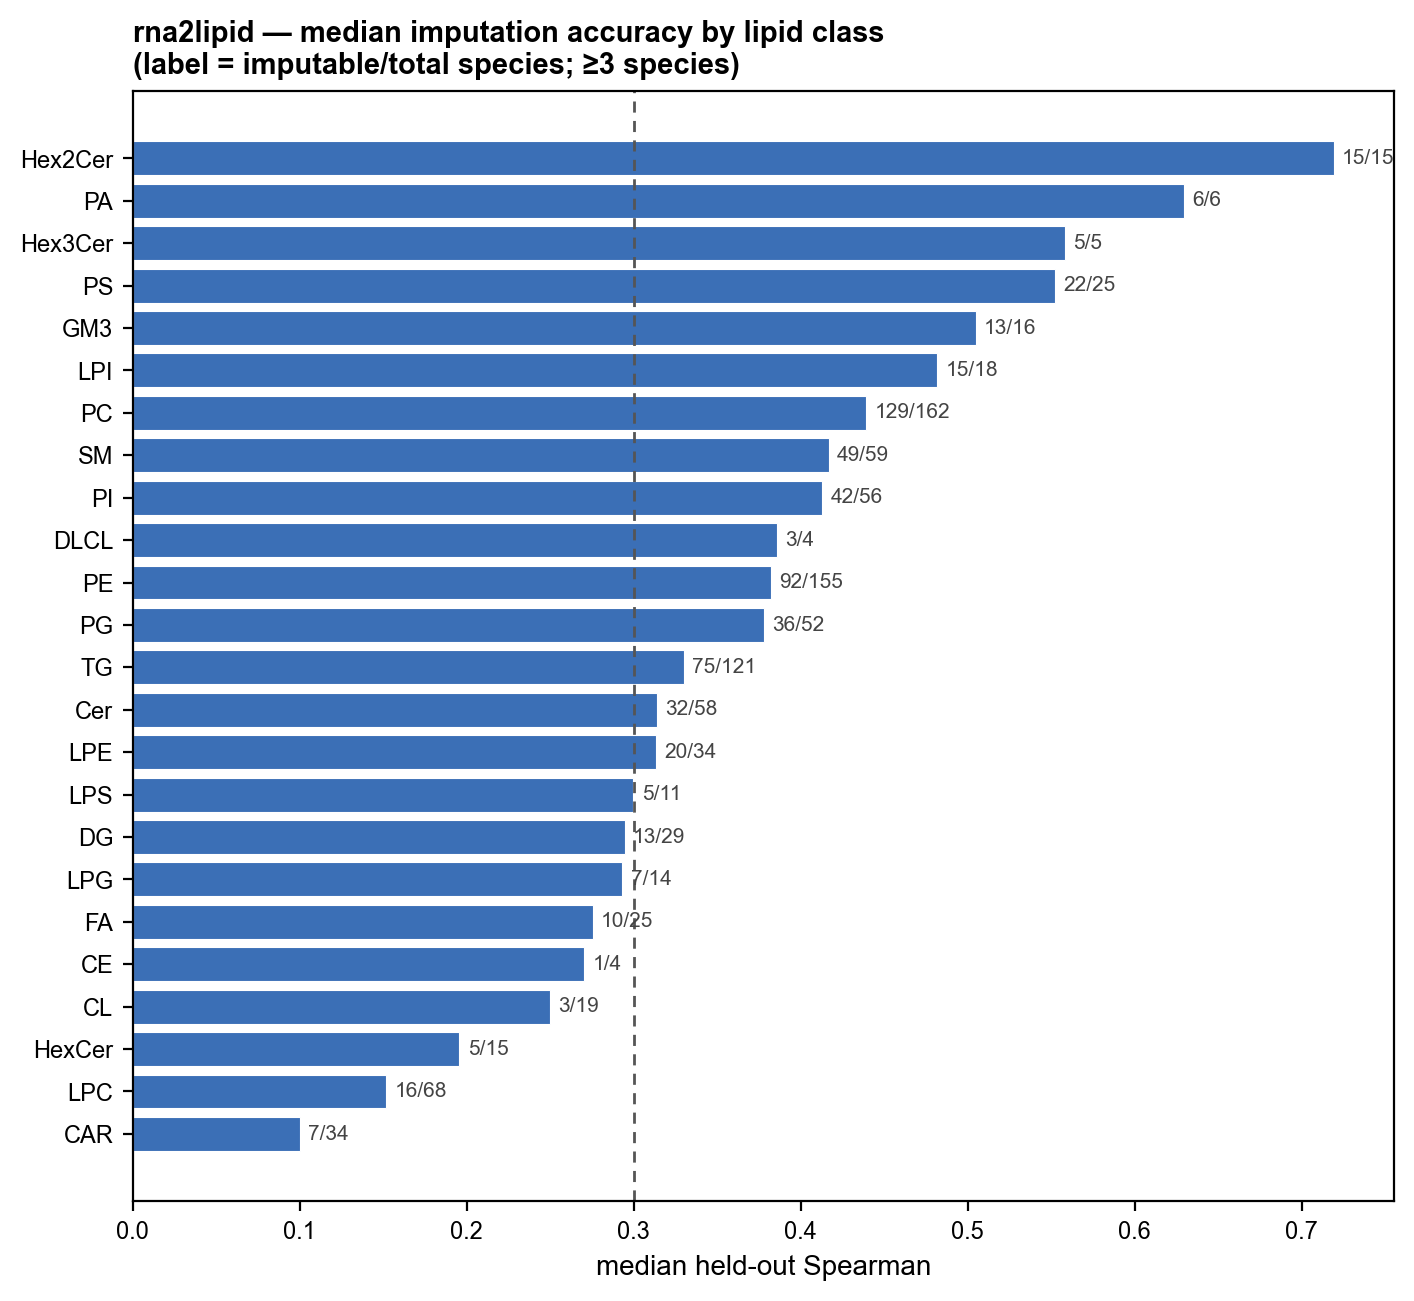 rna2lipid — median imputation accuracy by lipid class
(label = imputable/total species; ≥3 species)
Hex2Cer 15/15
PA 6/6
Hex3Cer 5/5
PS 22/25
GM3 13/16
LPI 15/18
PC 129/162
SM 49/59
PI 42/56
DLCL 3/4
PE 92/155
PG 36/52
TG 75/121
Cer 32/58
LPE 20/34
LPS 5/11
DG 13/29
LPG 7/14
FA 10/25
CE 1/4
CL 3/19
HexCer 5/15
LPC 16/68
CAR 7/34
0.0 0.1 0.2 0.3 0.4 0.5 0.6 0.7
median held-out Spearman